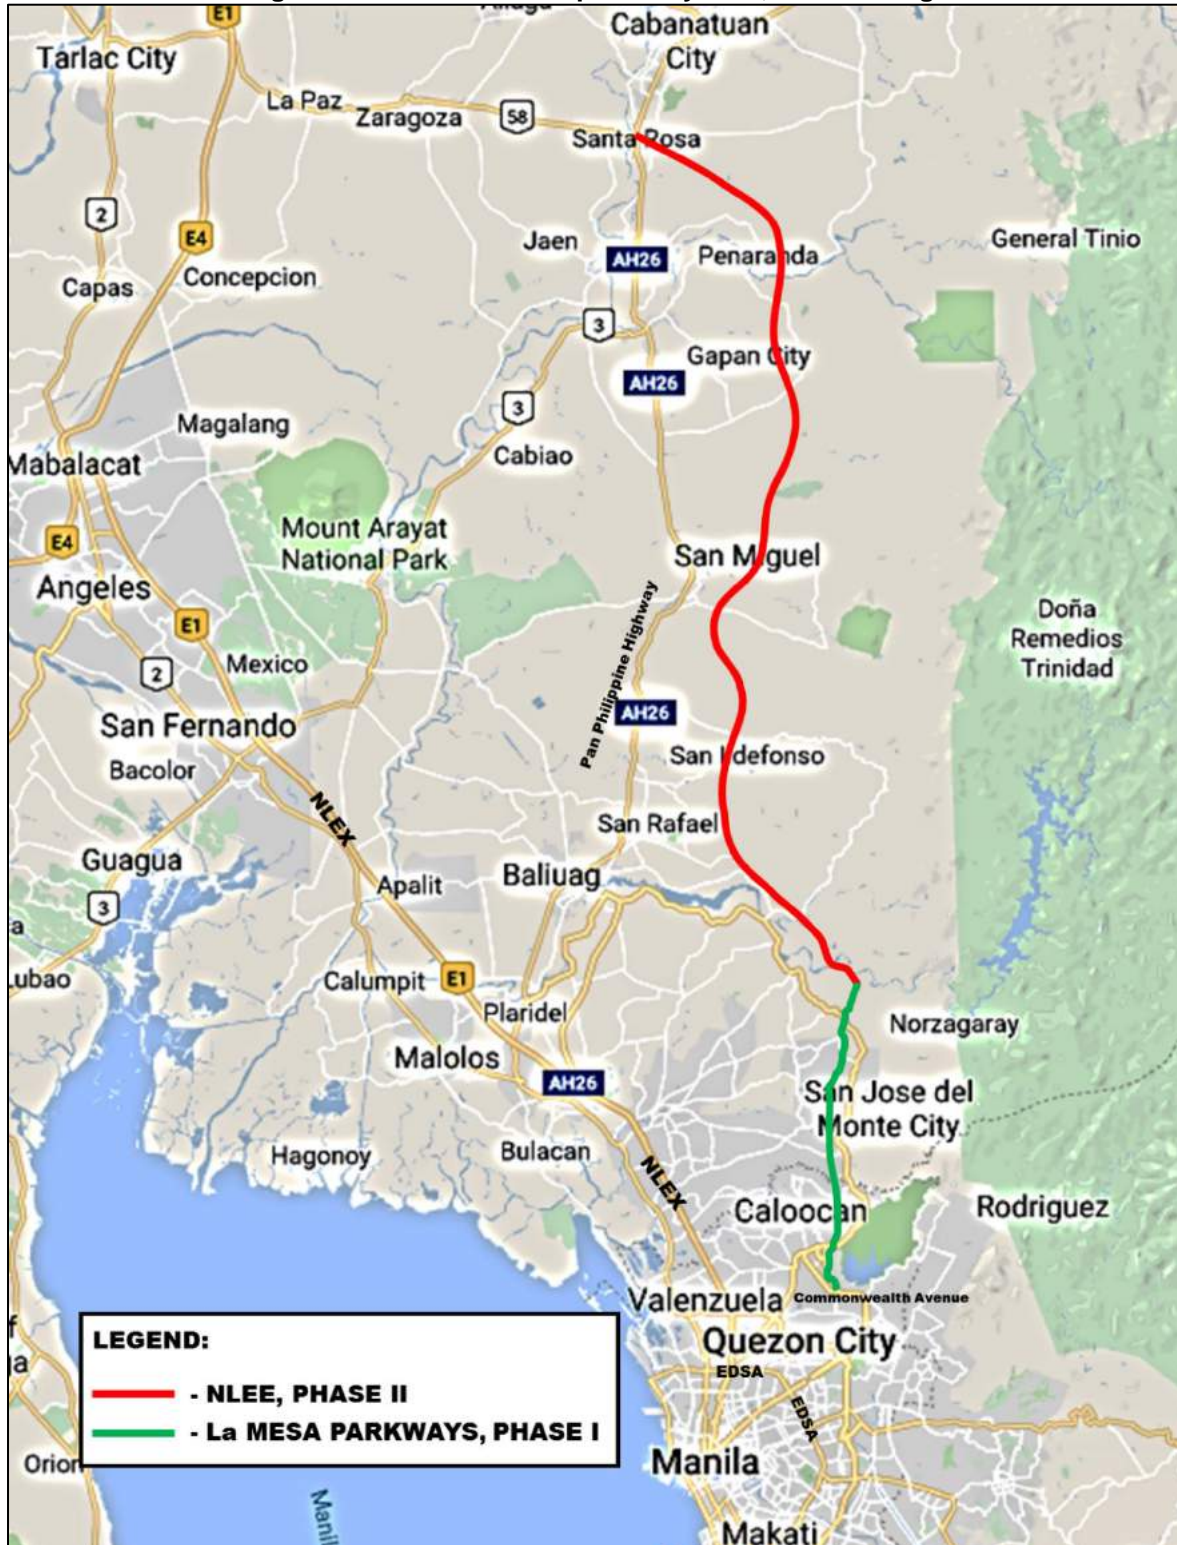 Cabanatuan
City
E1
Tarlac City
La Paz
Zaragoza
58
Santa Rosa
2
E4
Jaen
AH26
Penaranda
General Tinio
Capas
Concepcion
3
AH26
Gapan City
3
Magalang
Cabiao
Mabalacat
Mount Arayat
National Park
E4
San Miguel
Angeles
E1
Pan Philippine Highway
Doña
Remedios
Trinidad
2
Mexico
San Fernando
AH26
San Ildefonso
Bacolor
NLEX
San Rafael
Guagua
Baliuag
Apalit
3
a
Lubao
Calumpit
E1
Plaridel
Norzagaray
Malolos
AH26
San Jose del
Monte City
Hagonoy
Bulacan
NLEX
Caloocan
Rodriguez
Valenzuela
Commonwealth Avenue
Quezon City
EDSA
EDSA
LEGEND:
- NLEE, PHASE II
- La MESA PARKWAYS, PHASE I
Manila
Orion
Makati